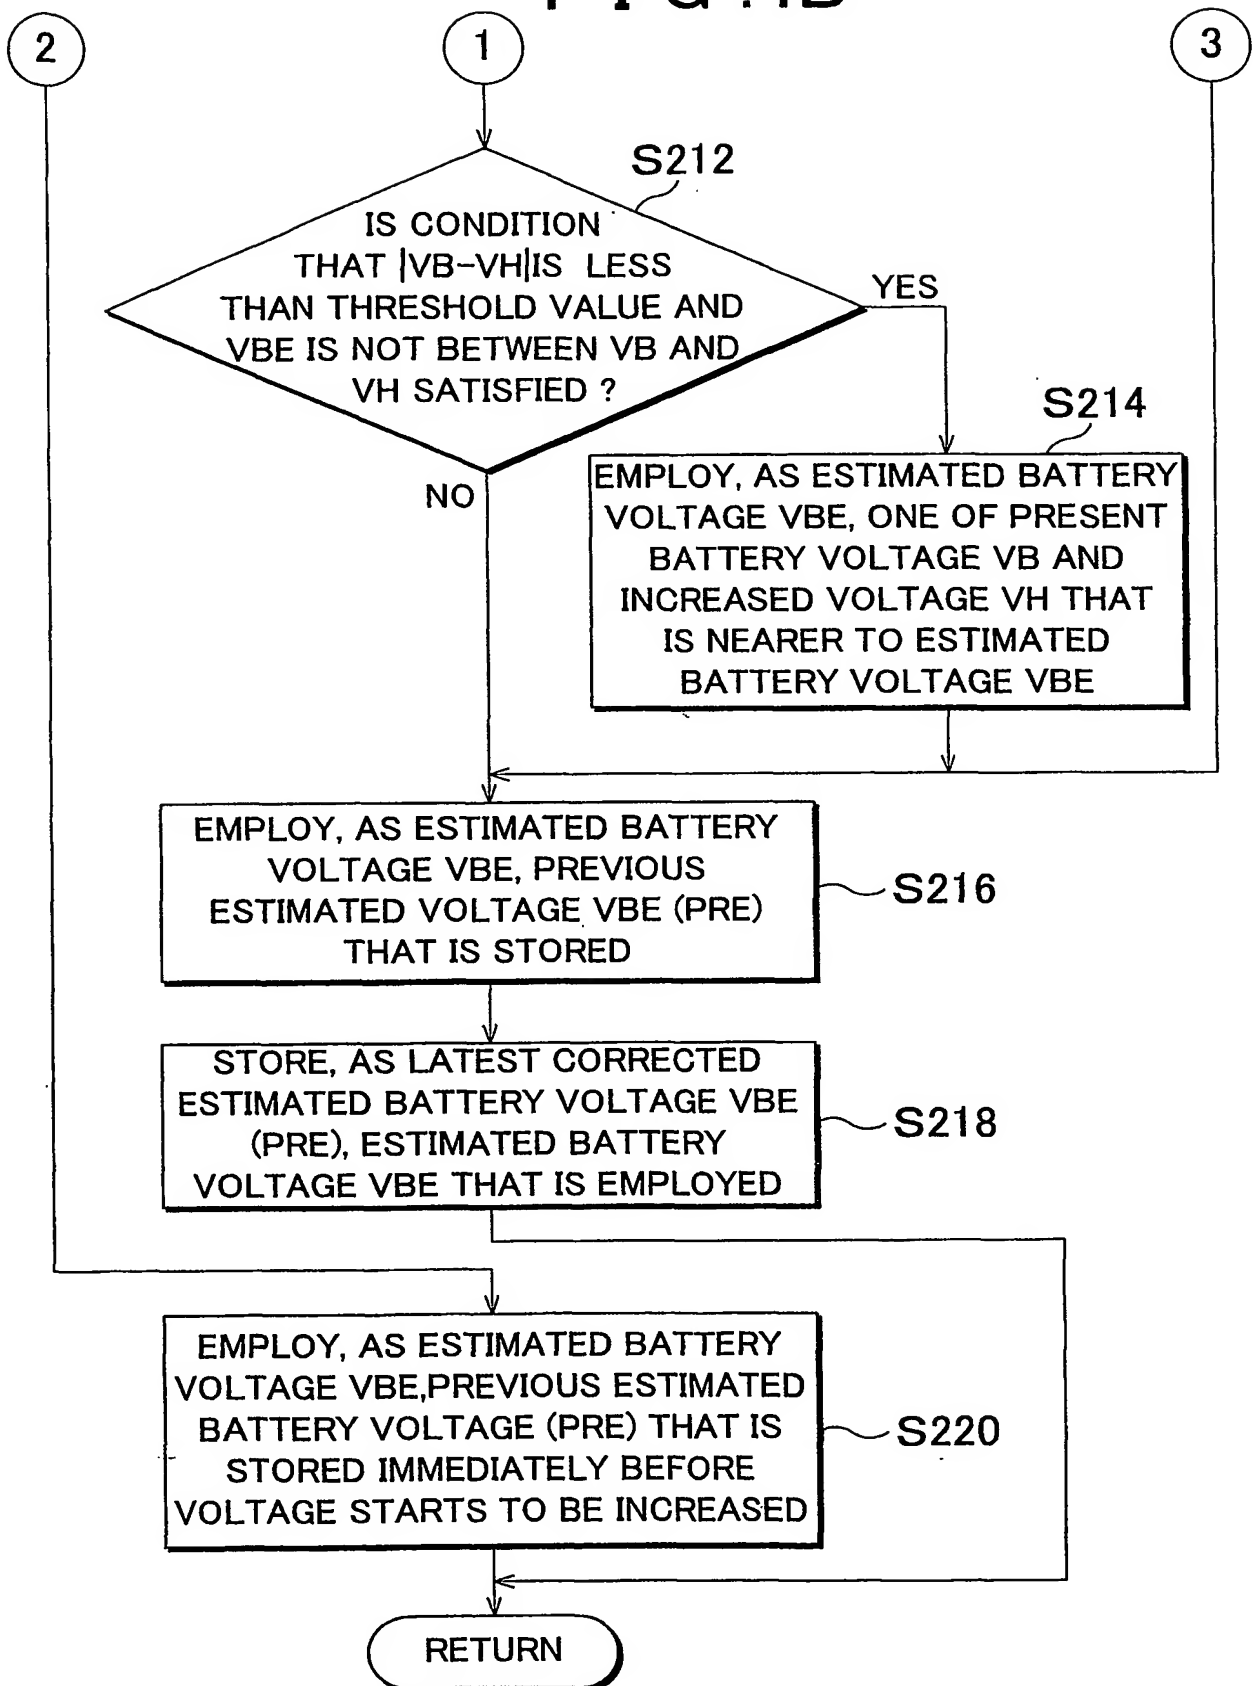 F I G .
2
1
3
S212
IS CONDITION
THAT |VB-VH|IS LESS
THAN THRESHOLD VALUE AND
VBE IS NOT BETWEEN VB AND
VH SATISFIED ?
YES
NO
S214
EMPLOY, AS ESTIMATED BATTERY
VOLTAGE VBE, ONE OF PRESENT
BATTERY VOLTAGE VB AND
INCREASED VOLTAGE VH THAT
IS NEARER TO ESTIMATED
BATTERY VOLTAGE VBE
EMPLOY, AS ESTIMATED BATTERY
VOLTAGE VBE, PREVIOUS
ESTIMATED VOLTAGE VBE (PRE)
THAT IS STORED
S216
STORE, AS LATEST CORRECTED
ESTIMATED BATTERY VOLTAGE VBE
(PRE), ESTIMATED BATTERY
VOLTAGE VBE THAT IS EMPLOYED
S218
EMPLOY, AS ESTIMATED BATTERY
VOLTAGE VBE,PREVIOUS ESTIMATED
BATTERY VOLTAGE (PRE) THAT IS
STORED IMMEDIATELY BEFORE
VOLTAGE STARTS TO BE INCREASED
S220
RETURN